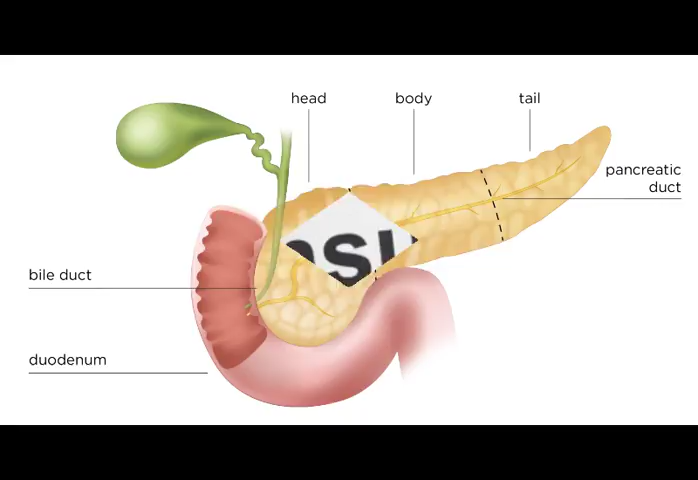 head
body
tail
pancreatic
duct
bile duct
duodenum